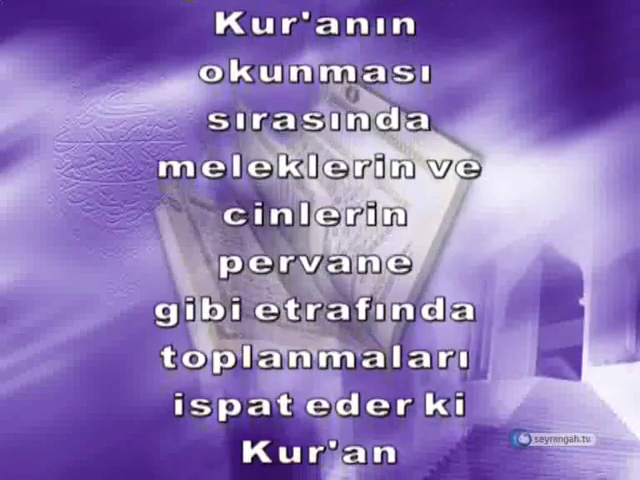 Kur'anın
okunması
sırasında
meleklerin ve
cinlerin
pervane
gibi etrafında
toplanmaları
ispat eder ki
Kur'an
seyrengah.tv